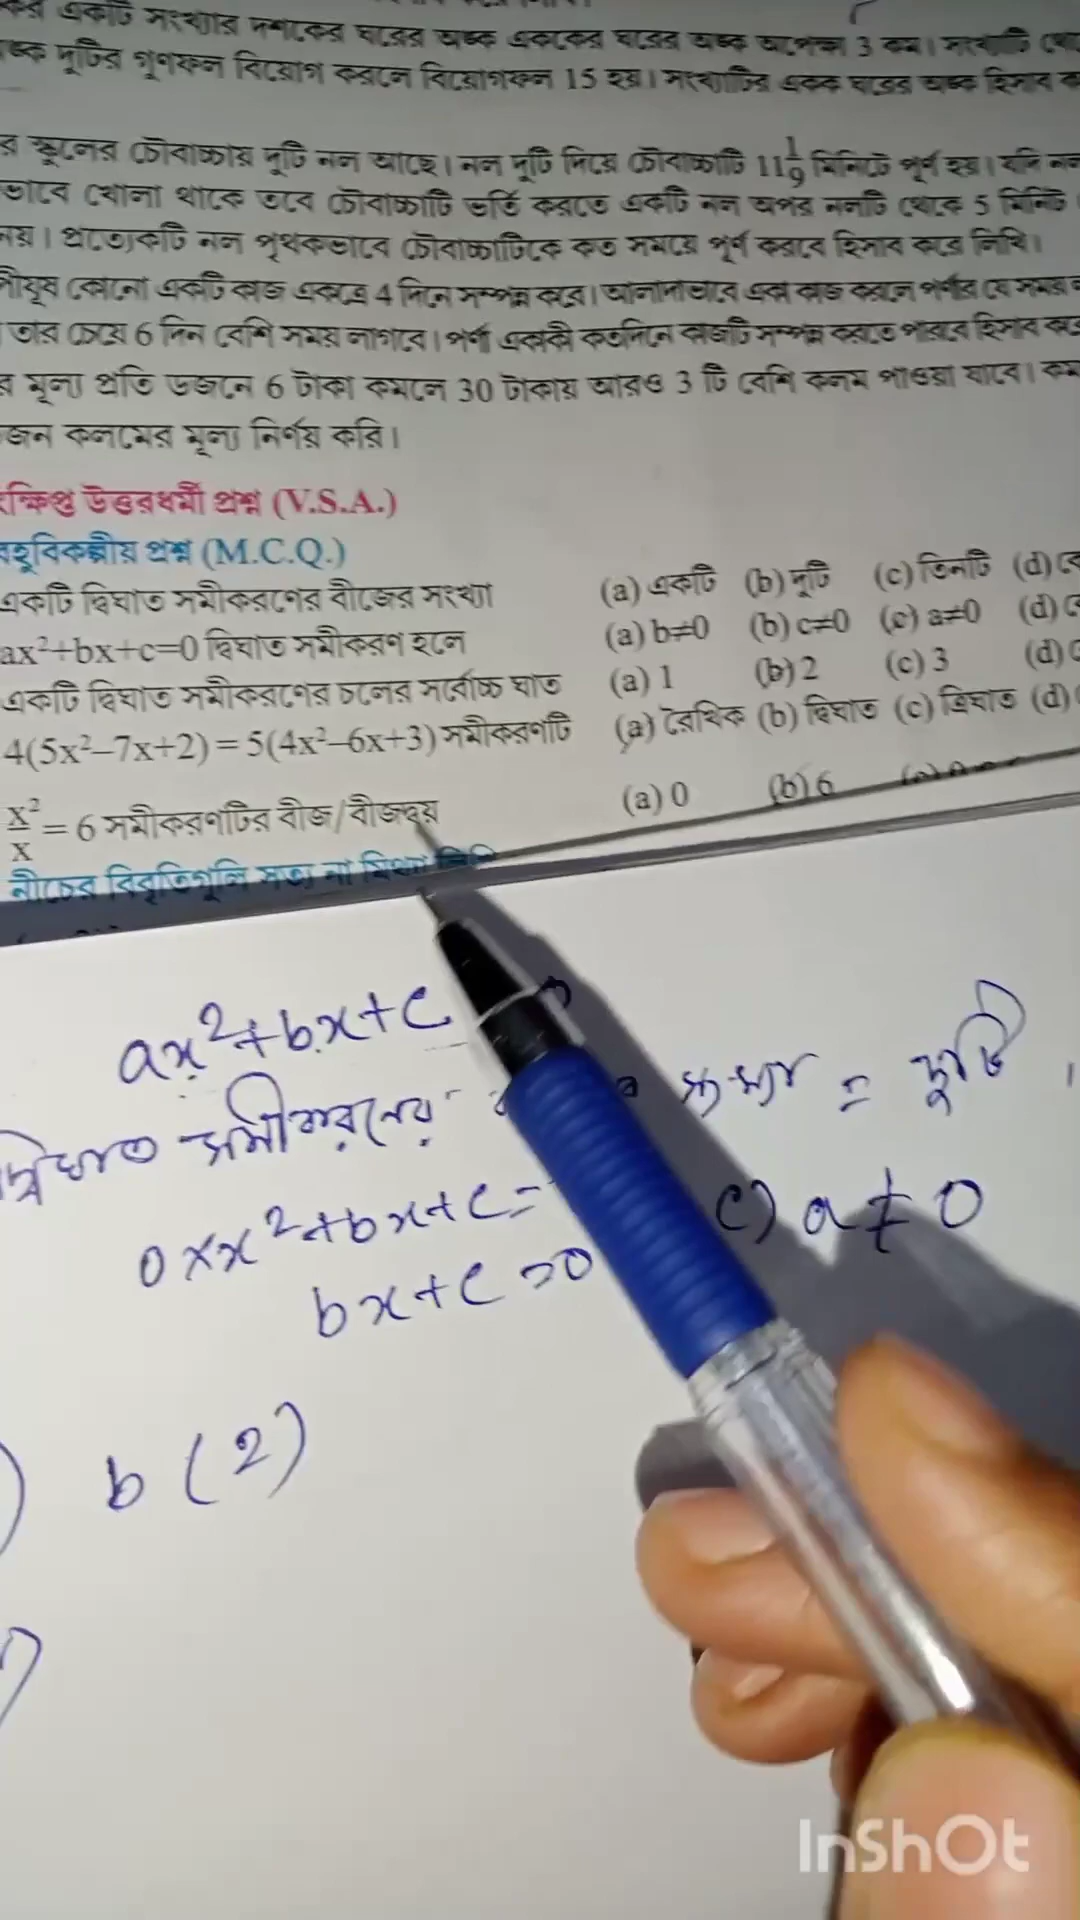 একটি সংখ্যার দশকের ঘরের অঙ্ক এককের ঘরের অঙ্ক অপেক্ষা 3 কম। সংখ্যাটি
দুটির গুণফল বিয়োগ করলে বিয়োগফল 15 হয়। সংখ্যাটির একক ঘরের অঙ্ক হিসাব
র স্কুলের চৌবাচ্চায় দুটি নল আছে। নল দুটি দিয়ে চৌবাচ্চাটি 11 1/9 মিনিটে পূর্ণ হয়। যদি
ভাবে খোলা থাকে তবে চৌবাচ্চাটি ভর্তি করতে একটি নল অপর নলটি থেকে 5 মিনিট
নয়। প্রত্যেকটি নল পৃথকভাবে চৌবাচ্চাটিকে কত সময়ে পূর্ণ করবে হিসাব করে লিখি।
কোনো একটি কাজ একত্রে 4 দিনে সম্পন্ন করে। আলাদাভাবে একা কাজ করলে পর্ণার যে সময়
তার চেয়ে 6 দিন বেশি সময় লাগবে। পর্ণা একাকী কতদিনে কাজটি সম্পন্ন করতে পারবে হিসাব
র মূল্য প্রতি ডজনে 6 টাকা কমলে 30 টাকায় আরও 3 টি বেশি কলম পাওয়া যাবে।
জন কলমের মূল্য নির্ণয় করি।
ক্ষিপ্ত উত্তরধর্মী প্রশ্ন (V.S.A.)
বহুবিকল্পীয় প্রশ্ন (M.C.Q.)
একটি দ্বিঘাত সমীকরণের বীজের সংখ্যা (a) একটি (b) দুটি (c) তিনটি (d)
ax²+bx+c=0 দ্বিঘাত সমীকরণ হলে (a) b≠0 (b) c≠0 (c) a≠0 (d)
একটি দ্বিঘাত সমীকরণের চলের সর্বোচ্চ ঘাত (a) 1 (b) 2 (c) 3 (d)
4(5x²–7x+2) = 5(4x²–6x+3) সমীকরণটি (a) রৈখিক (b) দ্বিঘাত (c) ত্রিঘাত (d)
x²/x = 6 সমীকরণটির বীজ/বীজদ্বয় (a) 0 (b) 6
নীচের বিবৃতিগুলি সত্য না মিথ্যা
ax²+bx+c
দ্বিঘাত সমীকরনের সংখ্যা = দুটি।
0×x²+bx+c= c) a≠0
bx+c=0
b (2)
InShOt